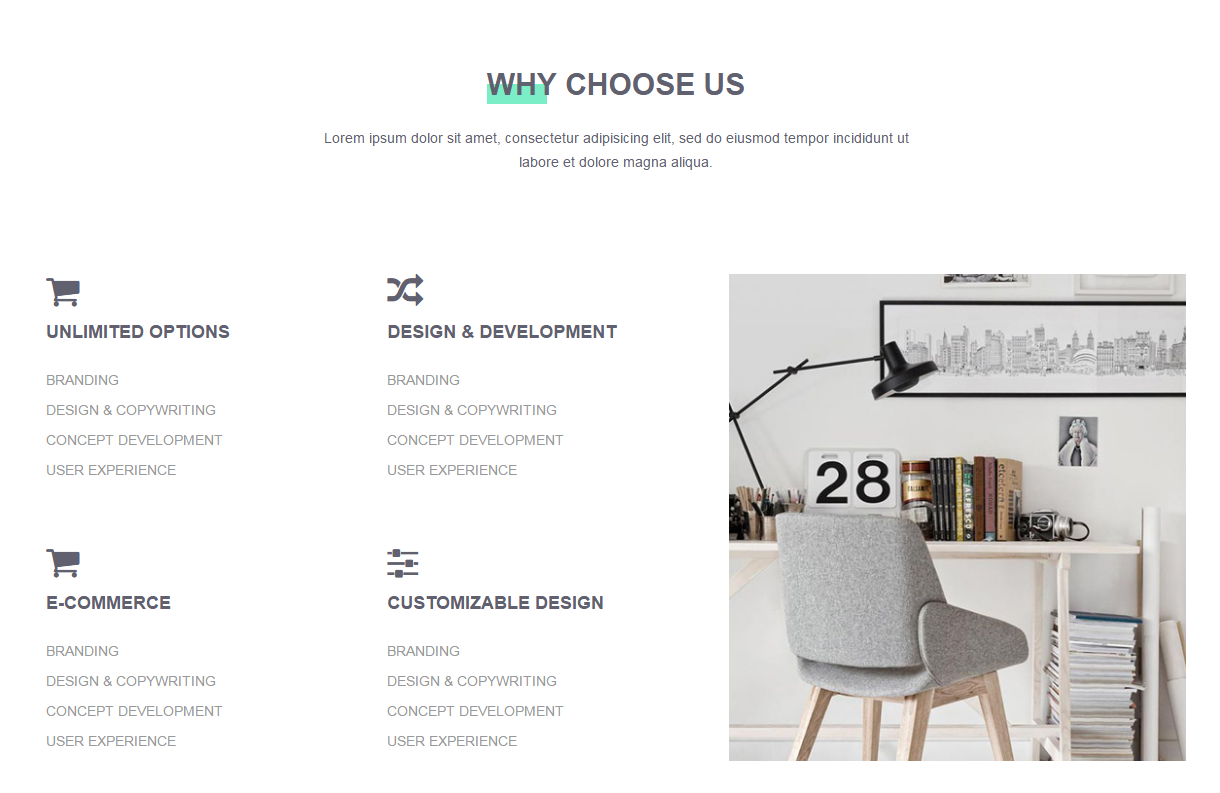 WHY CHOOSE US
Lorem ipsum dolor sit amet, consectetur adipisicing elit, sed do eiusmod tempor incididunt ut
labore et dolore magna aliqua.
UNLIMITED OPTIONS
BRANDING
DESIGN & COPYWRITING
CONCEPT DEVELOPMENT
USER EXPERIENCE
DESIGN & DEVELOPMENT
BRANDING
DESIGN & COPYWRITING
CONCEPT DEVELOPMENT
USER EXPERIENCE
E-COMMERCE
BRANDING
DESIGN & COPYWRITING
CONCEPT DEVELOPMENT
USER EXPERIENCE
CUSTOMIZABLE DESIGN
BRANDING
DESIGN & COPYWRITING
CONCEPT DEVELOPMENT
USER EXPERIENCE
28